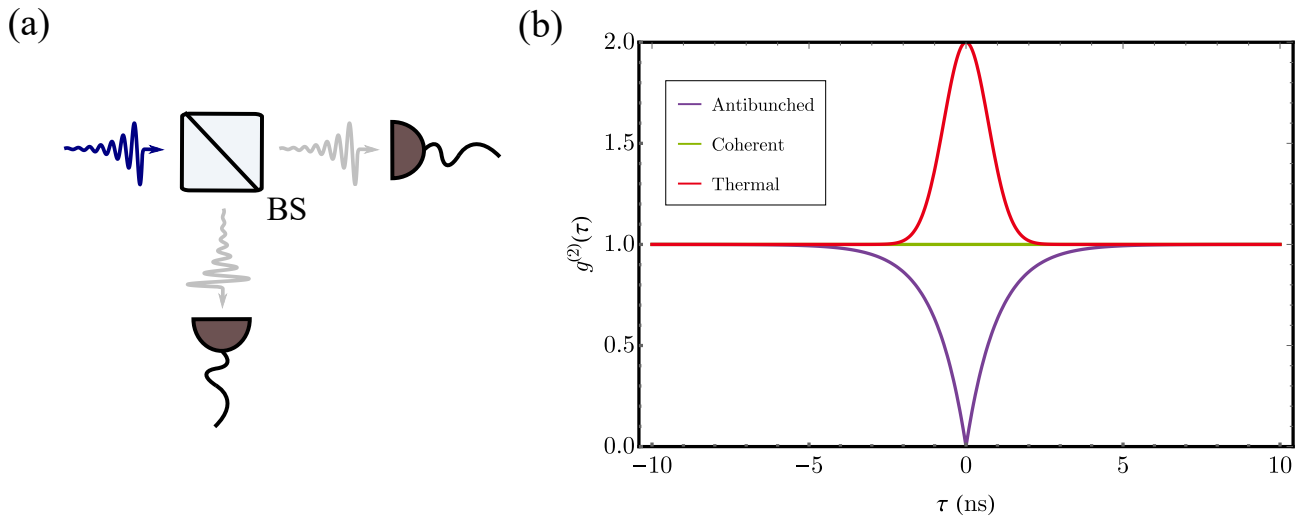 (a)
BS
(b)
2.0
1.5
1.0
0.5
0.0
g(2)(τ)
Antibunched
Coherent
Thermal
−10
−5
0
5
10
τ (ns)